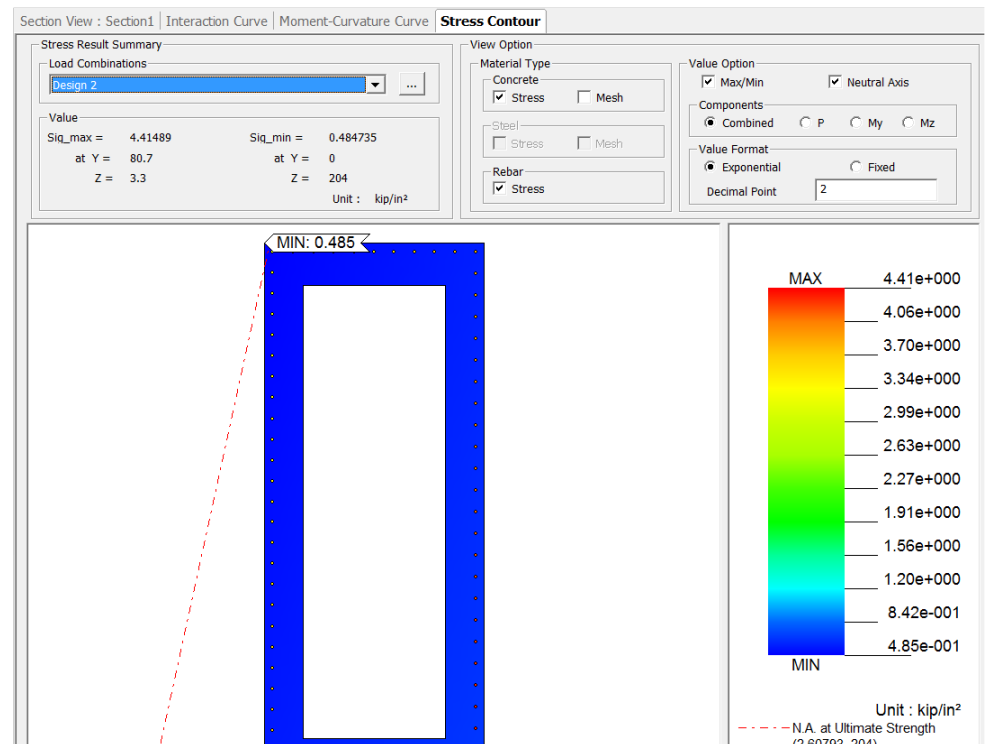 Section View : Section1 Interaction Curve Moment-Curvature Curve Stress Contour
Stress Result Summary
Load Combinations
Design 2
...
Value
Sig_max = 4.41489 Sig_min = 0.484735
at Y = 80.7 at Y = 0
Z = 3.3 Z = 204
Unit : kip/in²
View Option
Material Type
Concrete
Stress Mesh
Steel
Stress Mesh
Rebar
Stress
Value Option
Max/Min Neutral Axis
Components
Combined P My Mz
Value Format
Exponential Fixed
Decimal Point 2
MIN: 0.485
MAX 4.41e+000
4.06e+000
3.70e+000
3.34e+000
2.99e+000
2.63e+000
2.27e+000
1.91e+000
1.56e+000
1.20e+000
8.42e-001
4.85e-001
MIN
Unit : kip/in²
N.A. at Ultimate Strength